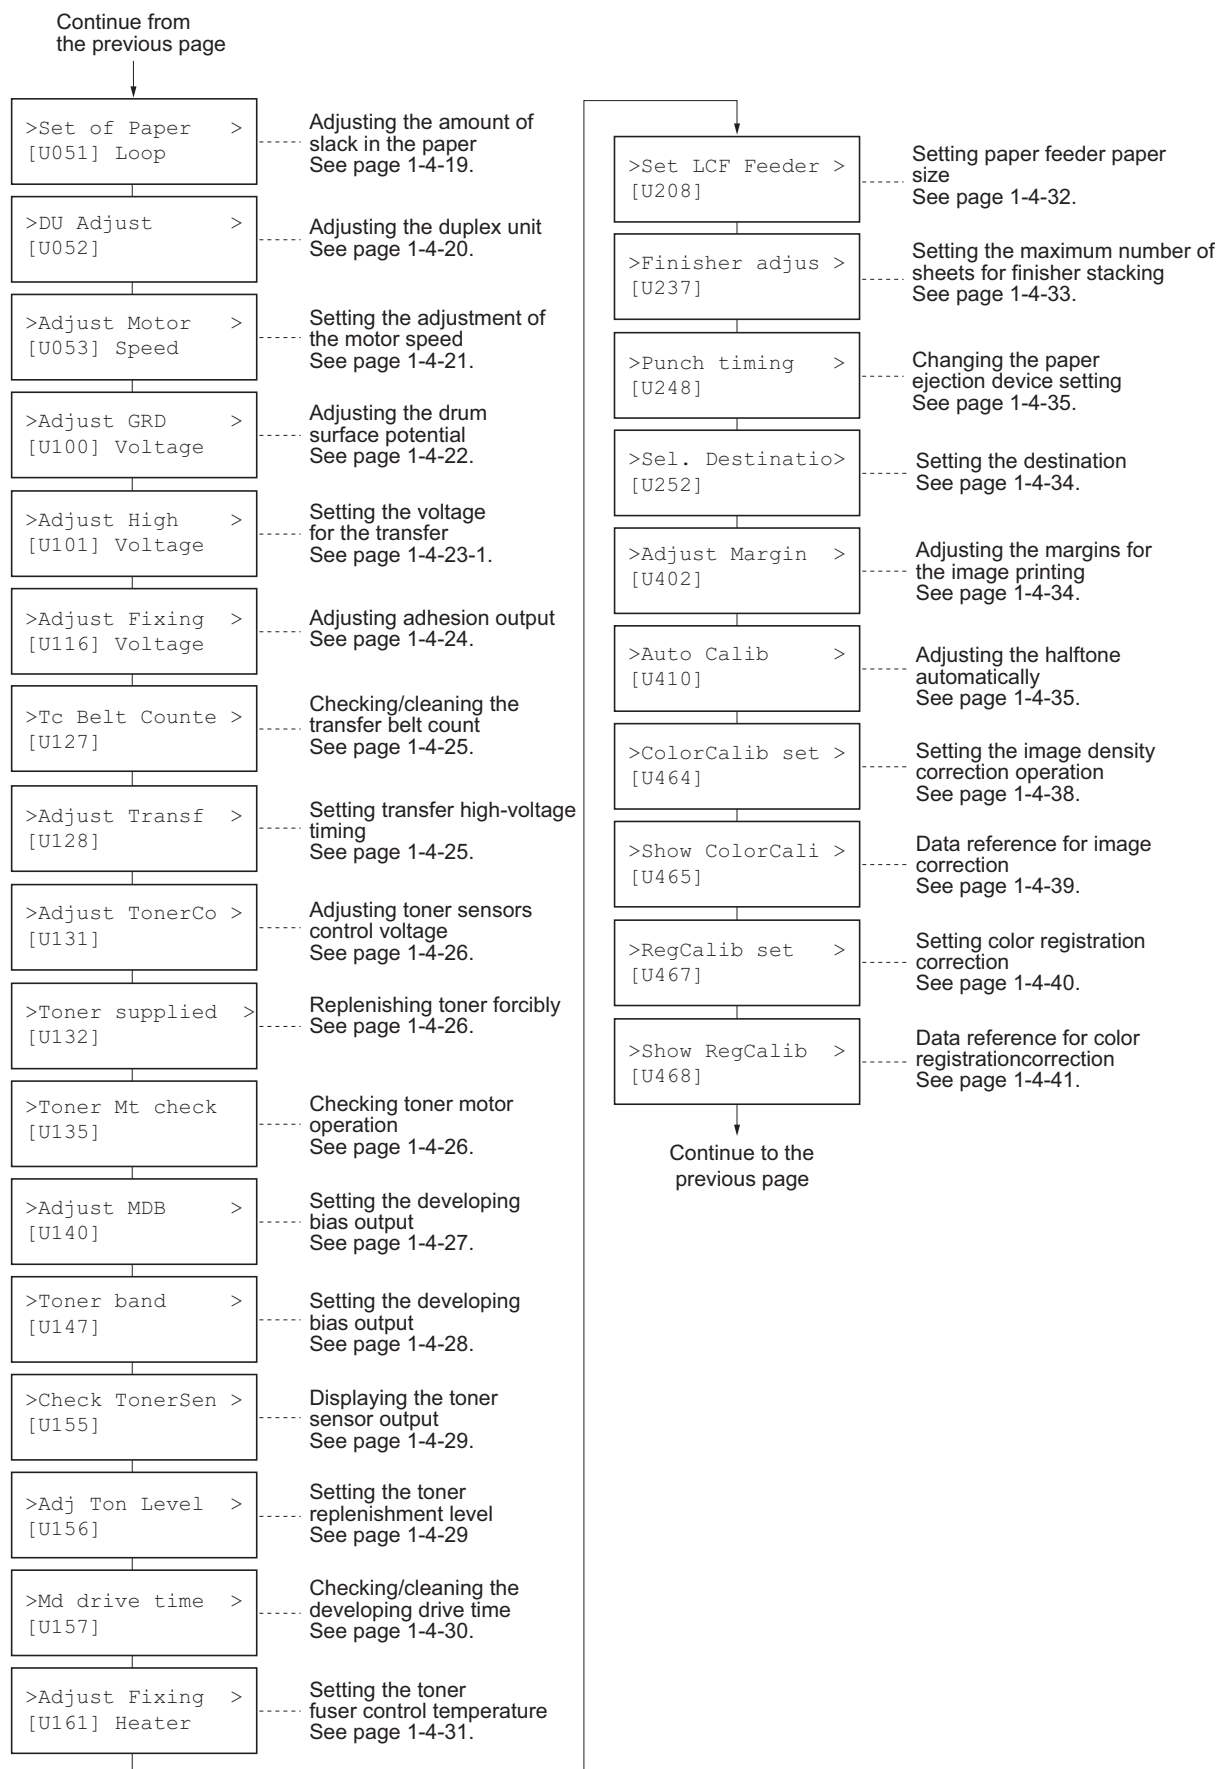 Continue from
the previous page
>Set of Paper >
[U051] Loop
Adjusting the amount of
slack in the paper
See page 1-4-19.
>DU Adjust >
[U052]
Adjusting the duplex unit
See page 1-4-20.
>Adjust Motor >
[U053] Speed
Setting the adjustment of
the motor speed
See page 1-4-21.
>Adjust GRD >
[U100] Voltage
Adjusting the drum
surface potential
See page 1-4-22.
>Adjust High >
[U101] Voltage
Setting the voltage
for the transfer
See page 1-4-23-1.
>Adjust Fixing >
[U116] Voltage
Adjusting adhesion output
See page 1-4-24.
>Tc Belt Counte >
[U127]
Checking/cleaning the
transfer belt count
See page 1-4-25.
>Adjust Transf >
[U128]
Setting transfer high-voltage
timing
See page 1-4-25.
>Adjust TonerCo >
[U131]
Adjusting toner sensors
control voltage
See page 1-4-26.
>Toner supplied >
[U132]
Replenishing toner forcibly
See page 1-4-26.
>Toner Mt check
[U135]
Checking toner motor
operation
See page 1-4-26.
>Adjust MDB >
[U140]
Setting the developing
bias output
See page 1-4-27.
>Toner band >
[U147]
Setting the developing
bias output
See page 1-4-28.
>Check TonerSen >
[U155]
Displaying the toner
sensor output
See page 1-4-29.
>Adj Ton Level >
[U156]
Setting the toner
replenishment level
See page 1-4-29
>Md drive time >
[U157]
Checking/cleaning the
developing drive time
See page 1-4-30.
>Adjust Fixing >
[U161] Heater
Setting the toner
fuser control temperature
See page 1-4-31.
>Set LCF Feeder >
[U208]
Setting paper feeder paper
size
See page 1-4-32.
>Finisher adjus >
[U237]
Setting the maximum number of
sheets for finisher stacking
See page 1-4-33.
>Punch timing >
[U248]
Changing the paper
ejection device setting
See page 1-4-35.
>Sel. Destinatio>
[U252]
Setting the destination
See page 1-4-34.
>Adjust Margin >
[U402]
Adjusting the margins for
the image printing
See page 1-4-34.
>Auto Calib >
[U410]
Adjusting the halftone
automatically
See page 1-4-35.
>ColorCalib set >
[U464]
Setting the image density
correction operation
See page 1-4-38.
>Show ColorCali >
[U465]
Data reference for image
correction
See page 1-4-39.
>RegCalib set >
[U467]
Setting color registration
correction
See page 1-4-40.
>Show RegCalib >
[U468]
Data reference for color
registrationcorrection
See page 1-4-41.
Continue to the
previous page